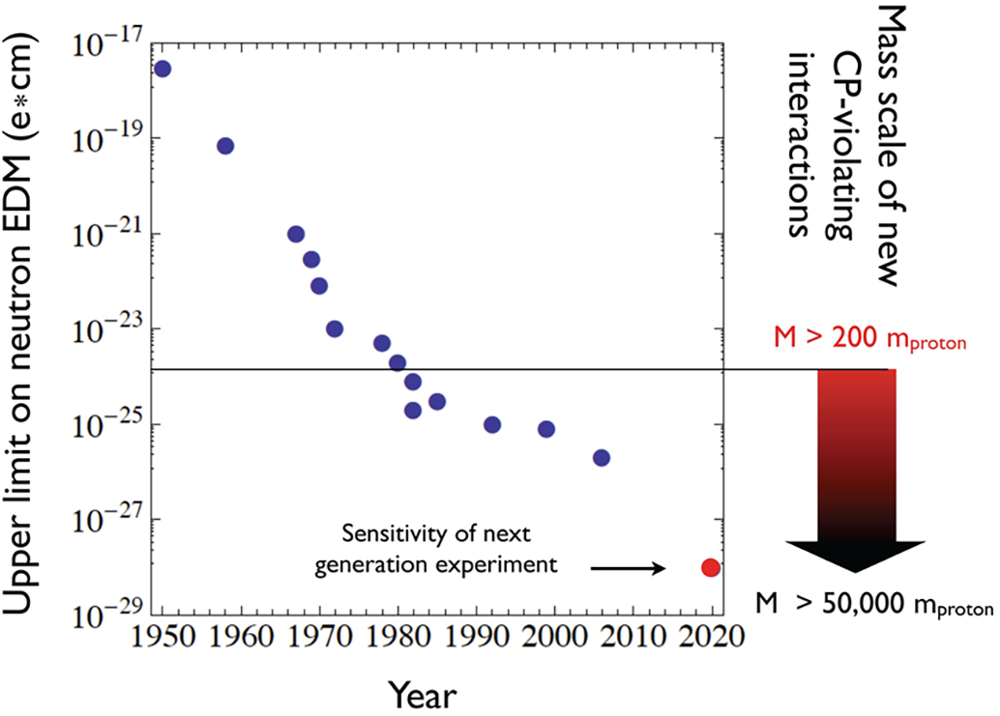 Upper limit on neutron EDM (e*cm)
10⁻¹⁷
10⁻¹⁹
10⁻²¹
10⁻²³
10⁻²⁵
10⁻²⁷
10⁻²⁹
1950 1960 1970 1980 1990 2000 2010 2020
Year
Sensitivity of next
generation experiment
Mass scale of new
CP-violating
interactions
M > 200 mproton
M > 50,000 mproton